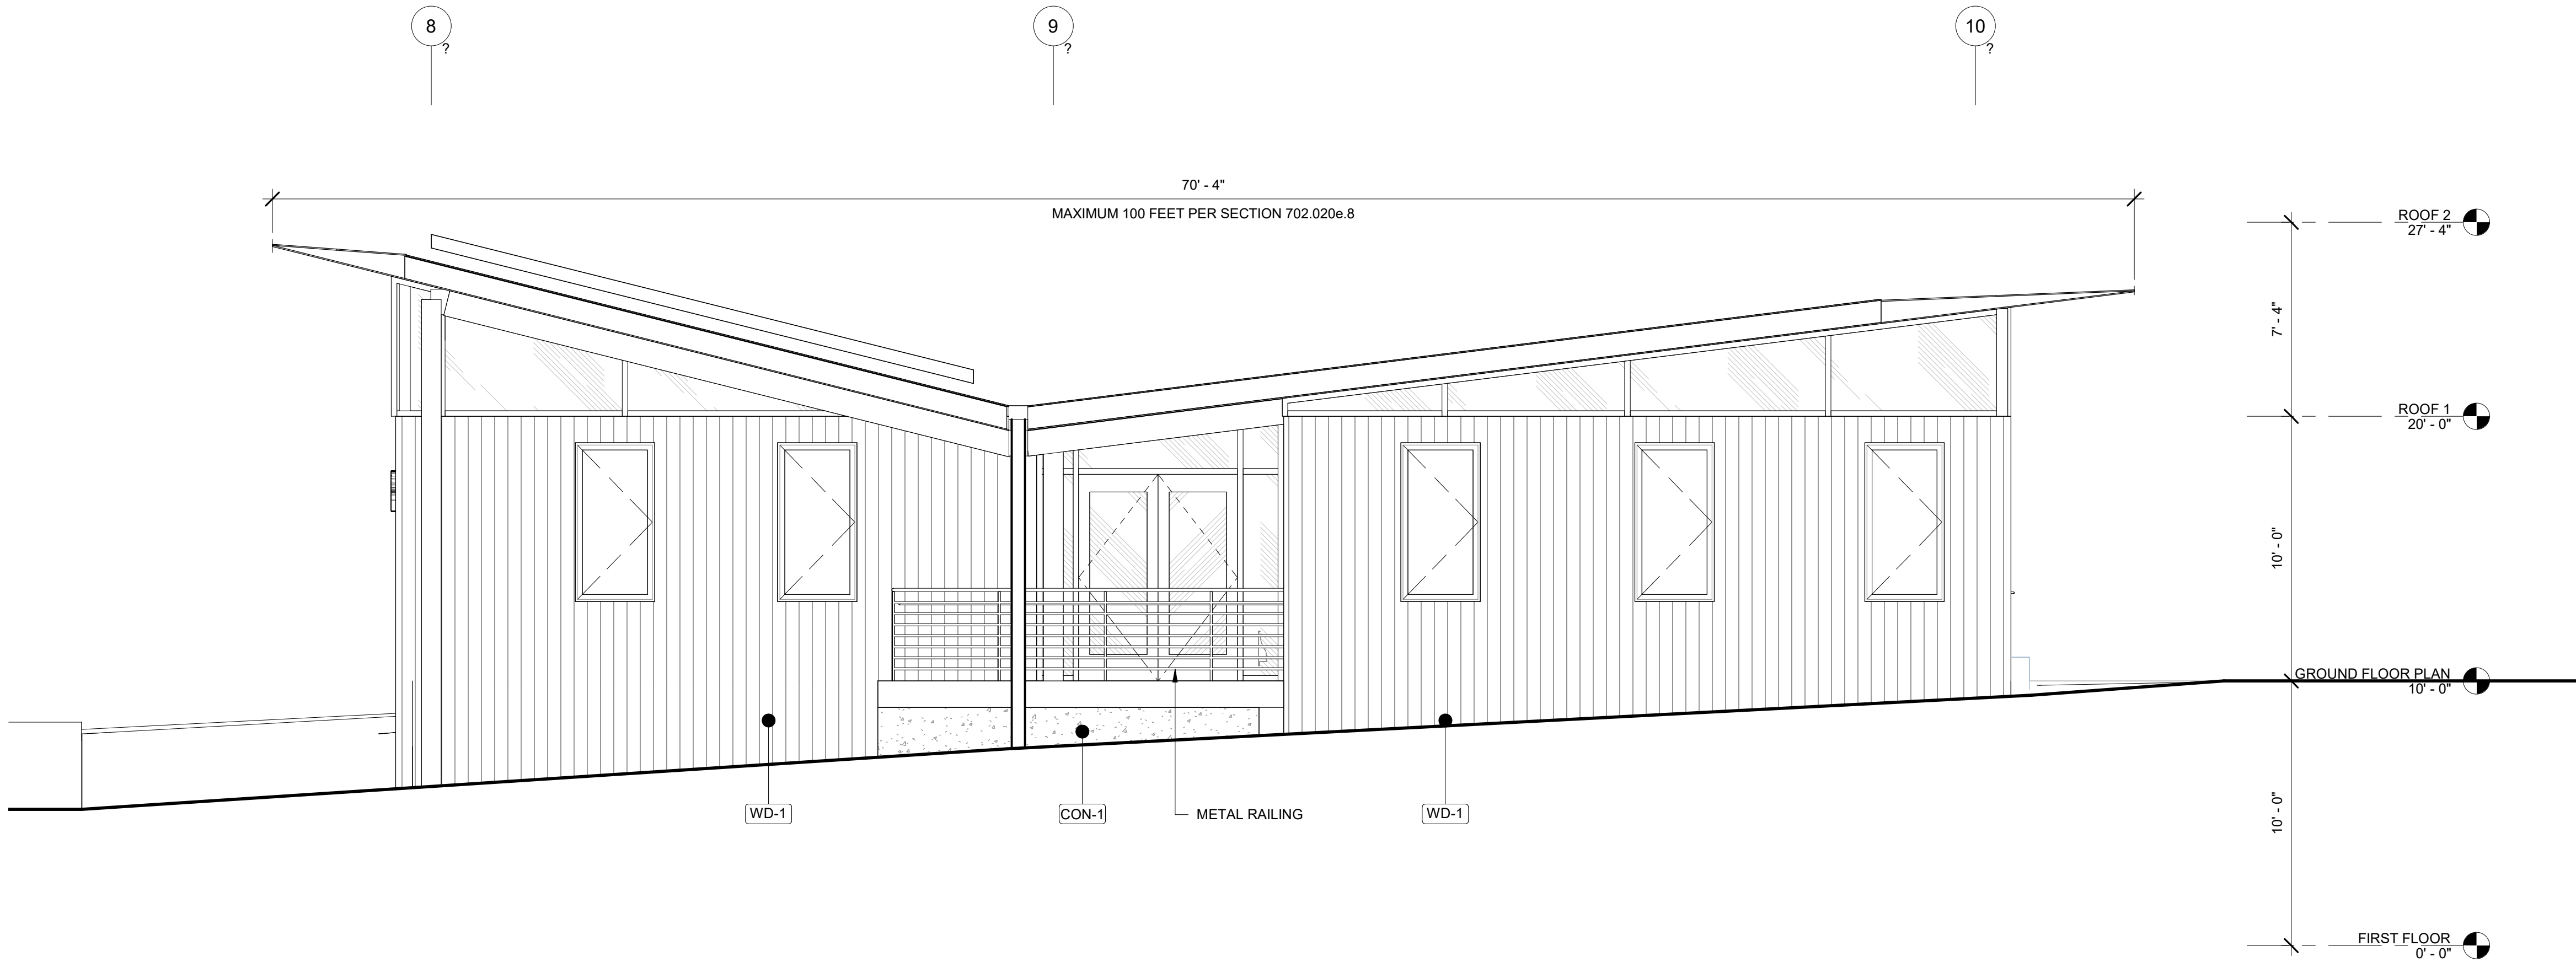 8
?
9
?
10
?
70' - 4"
MAXIMUM 100 FEET PER SECTION 702.020e.8
ROOF 2
27' - 4"
7' - 4"
ROOF 1
20' - 0"
10' - 0"
GROUND FLOOR PLAN
10' - 0"
10' - 0"
WD-1
CON-1
METAL RAILING
WD-1
FIRST FLOOR
0' - 0"